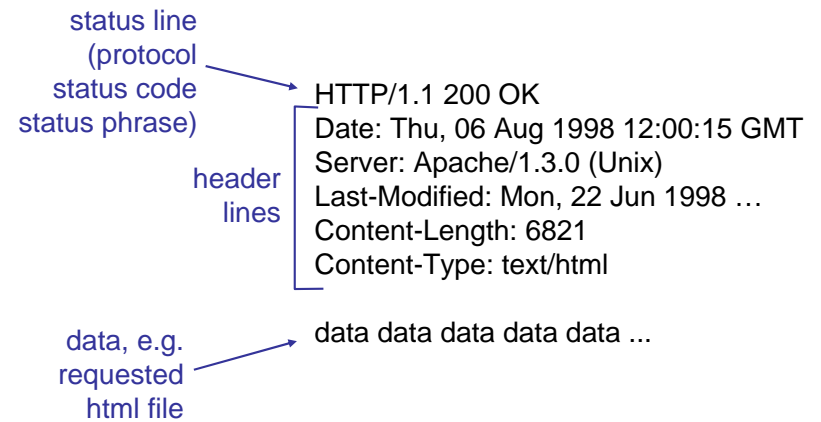 status line
(protocol
status code
status phrase)
HTTP/1.1 200 OK
Date: Thu, 06 Aug 1998 12:00:15 GMT
Server: Apache/1.3.0 (Unix)
Last-Modified: Mon, 22 Jun 1998 …
Content-Length: 6821
Content-Type: text/html
header
lines
data data data data data ...
data, e.g.
requested
html file